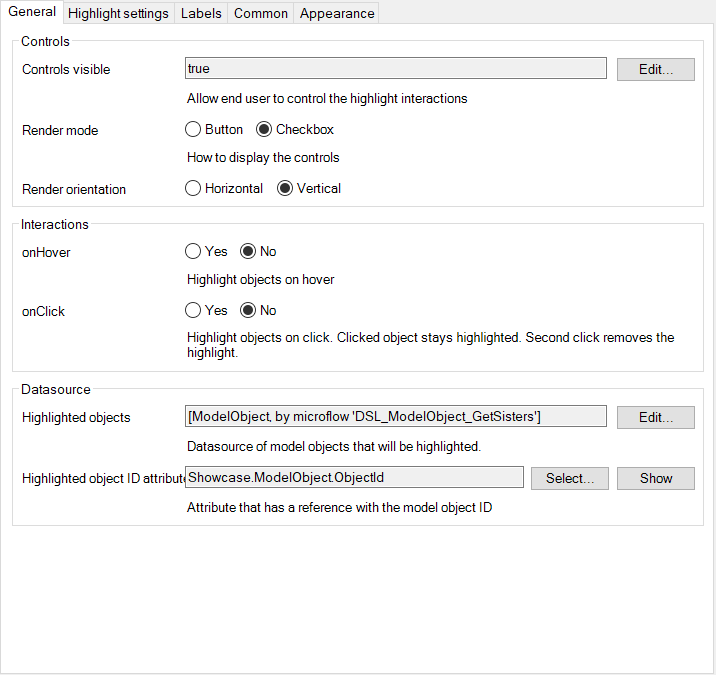 General Highlight settings Labels Common Appearance
Controls
Controls visible true Edit...
Allow end user to control the highlight interactions
Render mode Button Checkbox
How to display the controls
Render orientation Horizontal Vertical
Interactions
onHover Yes No
Highlight objects on hover
onClick Yes No
Highlight objects on click. Clicked object stays highlighted. Second click removes the
highlight.
Datasource
Highlighted objects [ModelObject, by microflow 'DSL_ModelObject_GetSisters'] Edit...
Datasource of model objects that will be highlighted.
Highlighted object ID attribute Showcase.ModelObject.ObjectId Select... Show
Attribute that has a reference with the model object ID